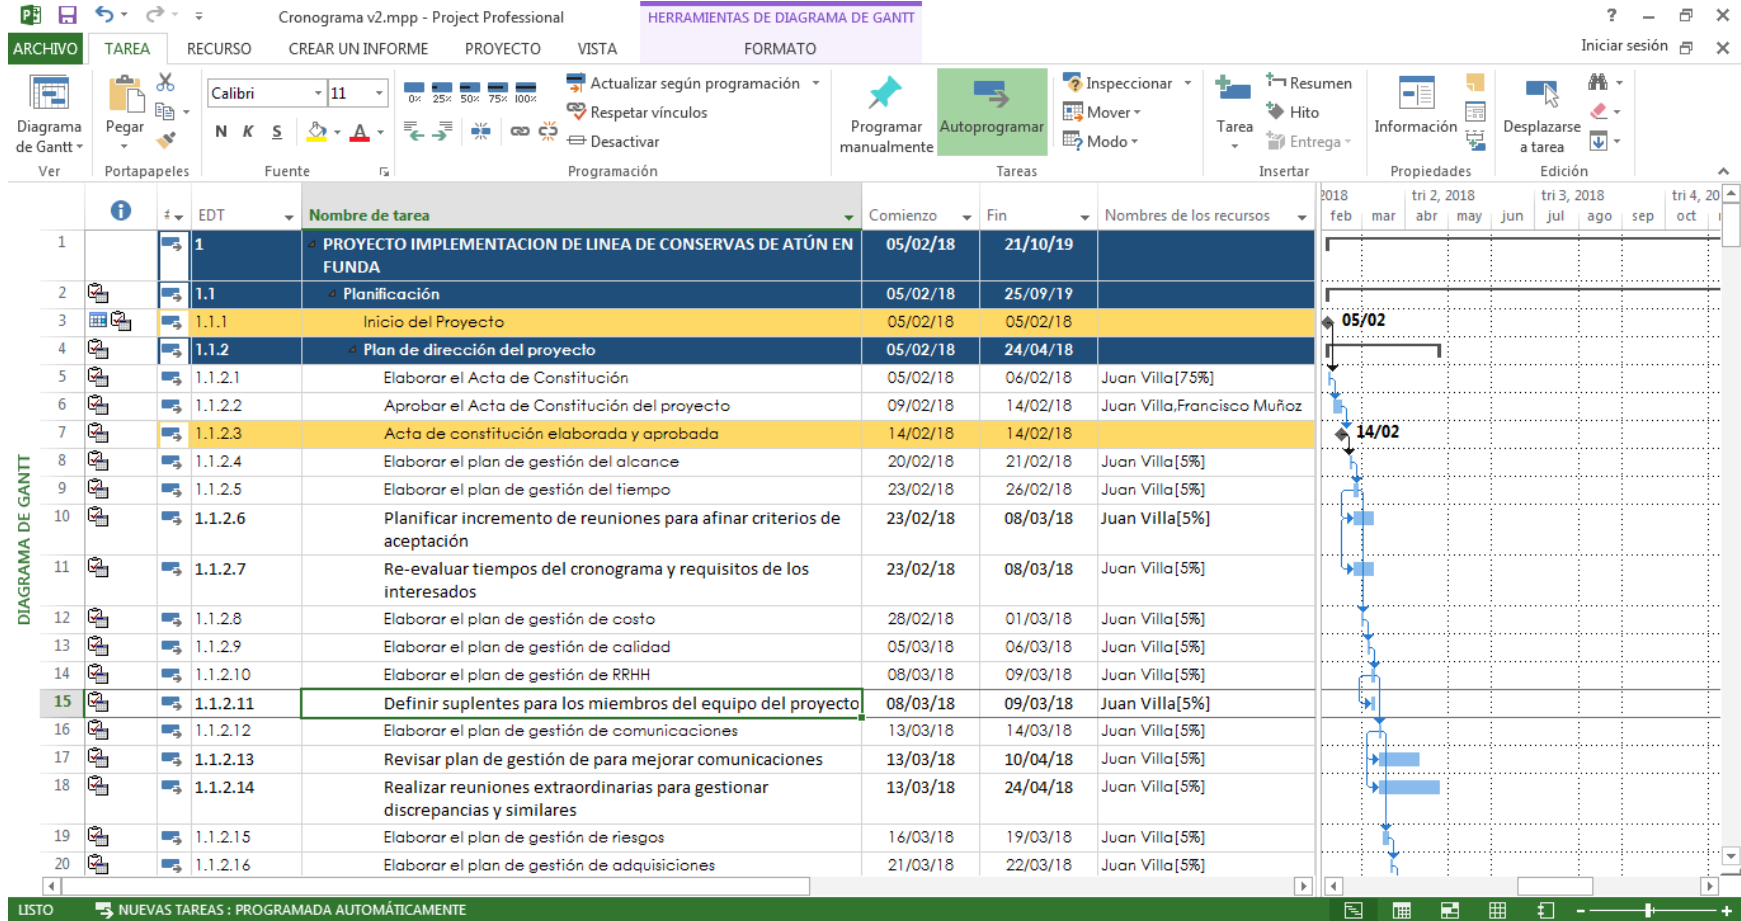 Cronograma v2.mpp - Project Professional
HERRAMIENTAS DE DIAGRAMA DE GANTT
ARCHIVO TAREA RECURSO CREAR UN INFORME PROYECTO VISTA FORMATO Iniciar sesión
Diagrama de Gantt
Ver
Pegar
Portapapeles
Calibri 11
N K S A
Fuente
0% 25% 50% 75% 100%
Actualizar según programación
Respetar vínculos
Desactivar
Programación
Programar manualmente
Autoprogramar
Inspeccionar
Mover
Modo
Tareas
Tarea
Resumen
Hito
Entrega
Insertar
Información
Propiedades
Desplazarse a tarea
Edición
EDT Nombre de tarea Comienzo Fin Nombres de los recursos
2018 tri 2, 2018 tri 3, 2018 tri 4, 20
feb mar abr may jun jul ago sep oct
1 1 PROYECTO IMPLEMENTACION DE LINEA DE CONSERVAS DE ATÚN EN 05/02/18 21/10/19
FUNDA
2 1.1 Planificación 05/02/18 25/09/19
3 1.1.1 Inicio del Proyecto 05/02/18 05/02/18 05/02
4 1.1.2 Plan de dirección del proyecto 05/02/18 24/04/18
5 1.1.2.1 Elaborar el Acta de Constitución 05/02/18 06/02/18 Juan Villa[75%]
6 1.1.2.2 Aprobar el Acta de Constitución del proyecto 09/02/18 14/02/18 Juan Villa,Francisco Muñoz
7 1.1.2.3 Acta de constitución elaborada y aprobada 14/02/18 14/02/18 14/02
8 1.1.2.4 Elaborar el plan de gestión del alcance 20/02/18 21/02/18 Juan Villa[5%]
9 1.1.2.5 Elaborar el plan de gestión del tiempo 23/02/18 26/02/18 Juan Villa[5%]
10 1.1.2.6 Planificar incremento de reuniones para afinar criterios de 23/02/18 08/03/18 Juan Villa[5%]
aceptación
11 1.1.2.7 Re-evaluar tiempos del cronograma y requisitos de los 23/02/18 08/03/18 Juan Villa[5%]
interesados
12 1.1.2.8 Elaborar el plan de gestión de costo 28/02/18 01/03/18 Juan Villa[5%]
13 1.1.2.9 Elaborar el plan de gestión de calidad 05/03/18 06/03/18 Juan Villa[5%]
14 1.1.2.10 Elaborar el plan de gestión de RRHH 08/03/18 09/03/18 Juan Villa[5%]
15 1.1.2.11 Definir suplentes para los miembros del equipo del proyecto 08/03/18 09/03/18 Juan Villa[5%]
16 1.1.2.12 Elaborar el plan de gestión de comunicaciones 13/03/18 14/03/18 Juan Villa[5%]
17 1.1.2.13 Revisar plan de gestión de para mejorar comunicaciones 13/03/18 10/04/18 Juan Villa[5%]
18 1.1.2.14 Realizar reuniones extraordinarias para gestionar 13/03/18 24/04/18 Juan Villa[5%]
discrepancias y similares
19 1.1.2.15 Elaborar el plan de gestión de riesgos 16/03/18 19/03/18 Juan Villa[5%]
20 1.1.2.16 Elaborar el plan de gestión de adquisiciones 21/03/18 22/03/18 Juan Villa[5%]
DIAGRAMA DE GANTT
LISTO NUEVAS TAREAS : PROGRAMADA AUTOMÁTICAMENTE